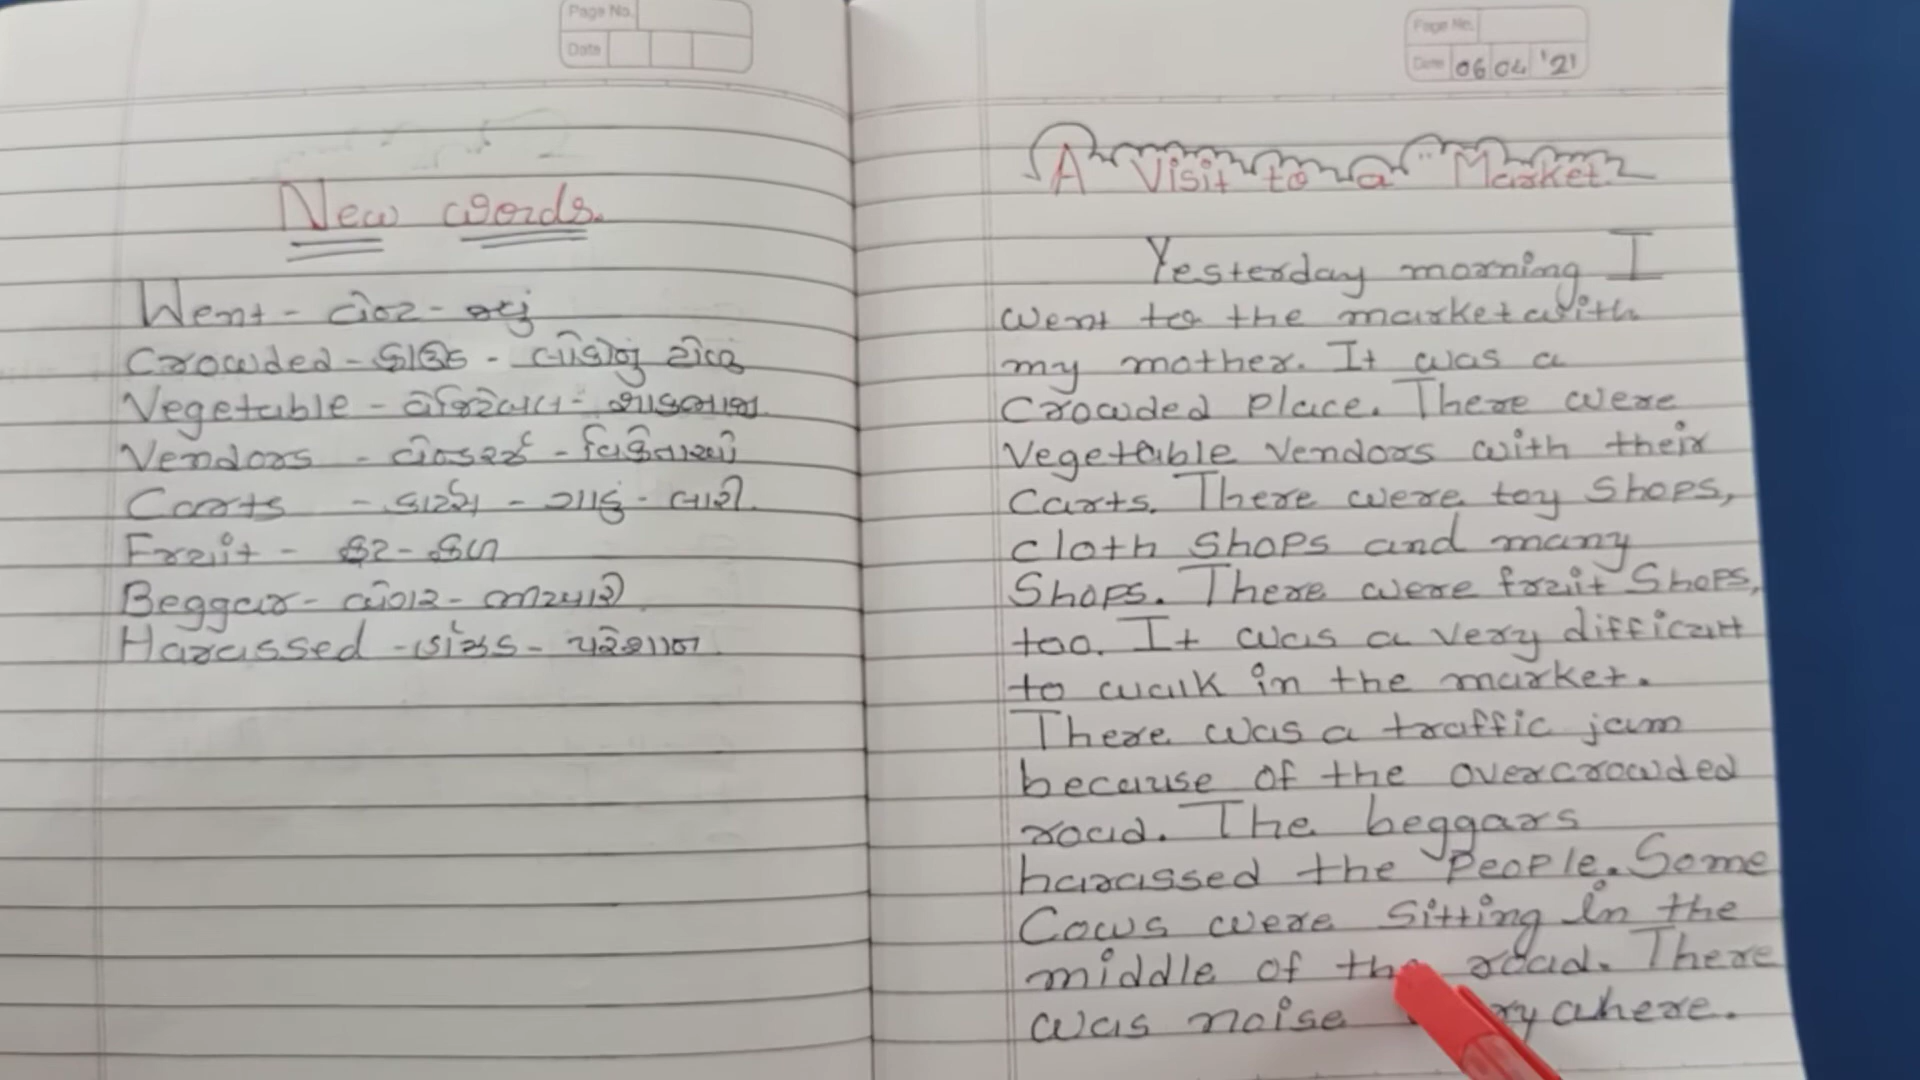 Page No.
Date
New words.
Went - વેન્ટ - ગયું
Crowded - ક્રાઉડેડ -
Vegetable - વેજિટેબલ - શાકભાજી
Vendors - વેન્ડર્સ - વિક્રેતાઓ
Carts - કાર્ટસ - ગાડું - લારી.
Fruit - ફ્રુટ - ફળ
Beggar - બેગર - ભિખારી
Harassed - હેરેસ્ડ - પરેશાન
Page No.
Date 06 04 '21
A Visit to a Market
Yesterday morning I
went to the market with
my mother. It was a
Crowded Place. There were
Vegetable Vendors with their
Carts. There were toy Shops,
cloth shops and many
Shops. There were fruit Shops,
too. It was a very difficult
to walk in the market.
There was a traffic jam
because of the overcrowded
road. The beggars
harassed the People. Some
Cows were Sitting in the
middle of the road. There
was noise where.